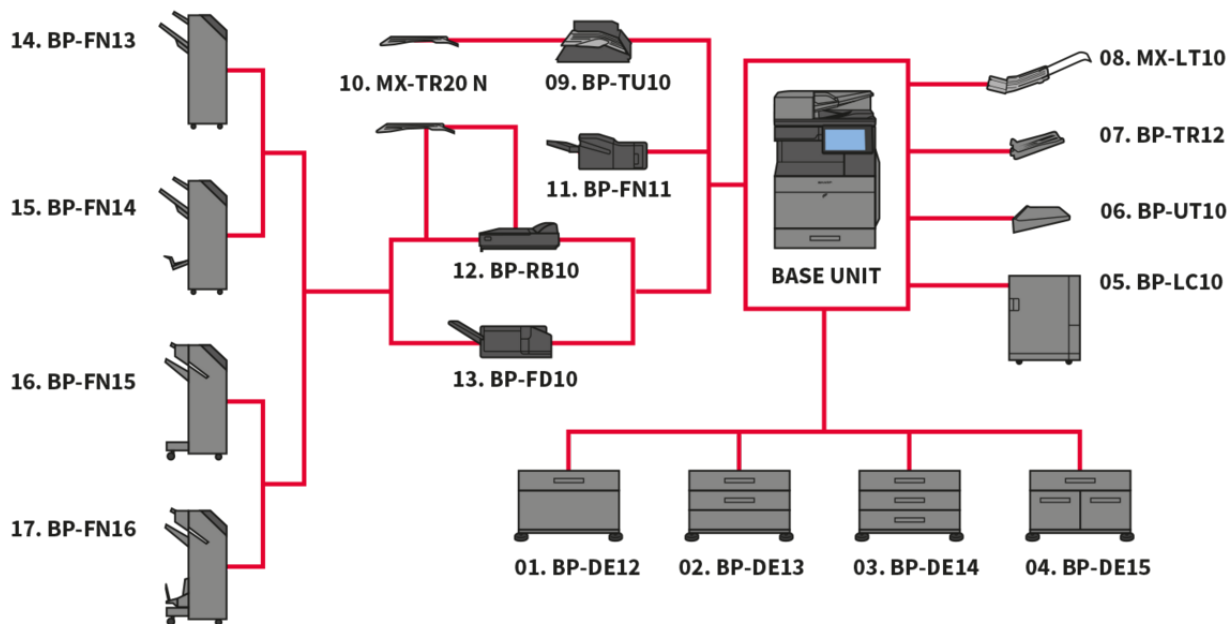 14. BP-FN13
10. MX-TR20 N
09. BP-TU10
08. MX-LT10
07. BP-TR12
11. BP-FN11
15. BP-FN14
06. BP-UT10
12. BP-RB10
BASE UNIT
05. BP-LC10
16. BP-FN15
13. BP-FD10
17. BP-FN16
01. BP-DE12
02. BP-DE13
03. BP-DE14
04. BP-DE15